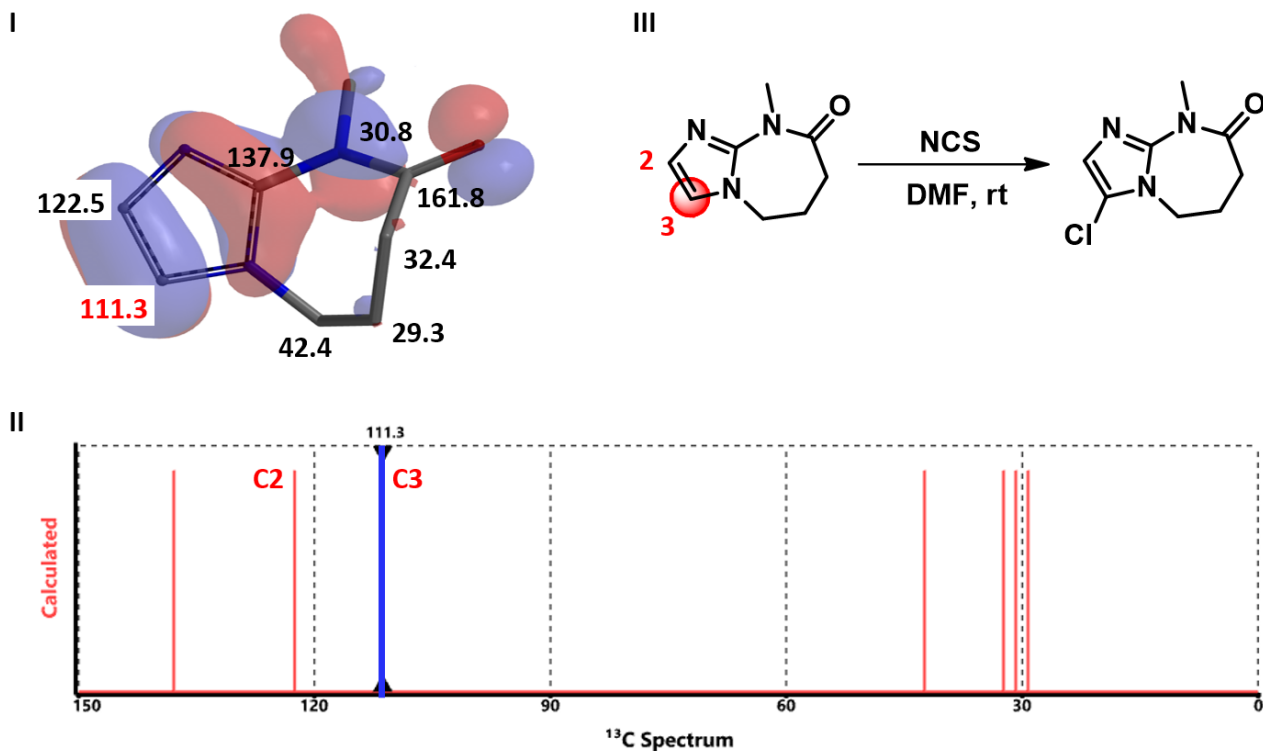 I
137.9
30.8
161.8
122.5
32.4
111.3
29.3
42.4
III
N
N
O
2
N
3
NCS
DMF, rt
N
N
O
N
Cl
II
111.3
C2
C3
Calculated
150
120
90
60
30
0
13C Spectrum